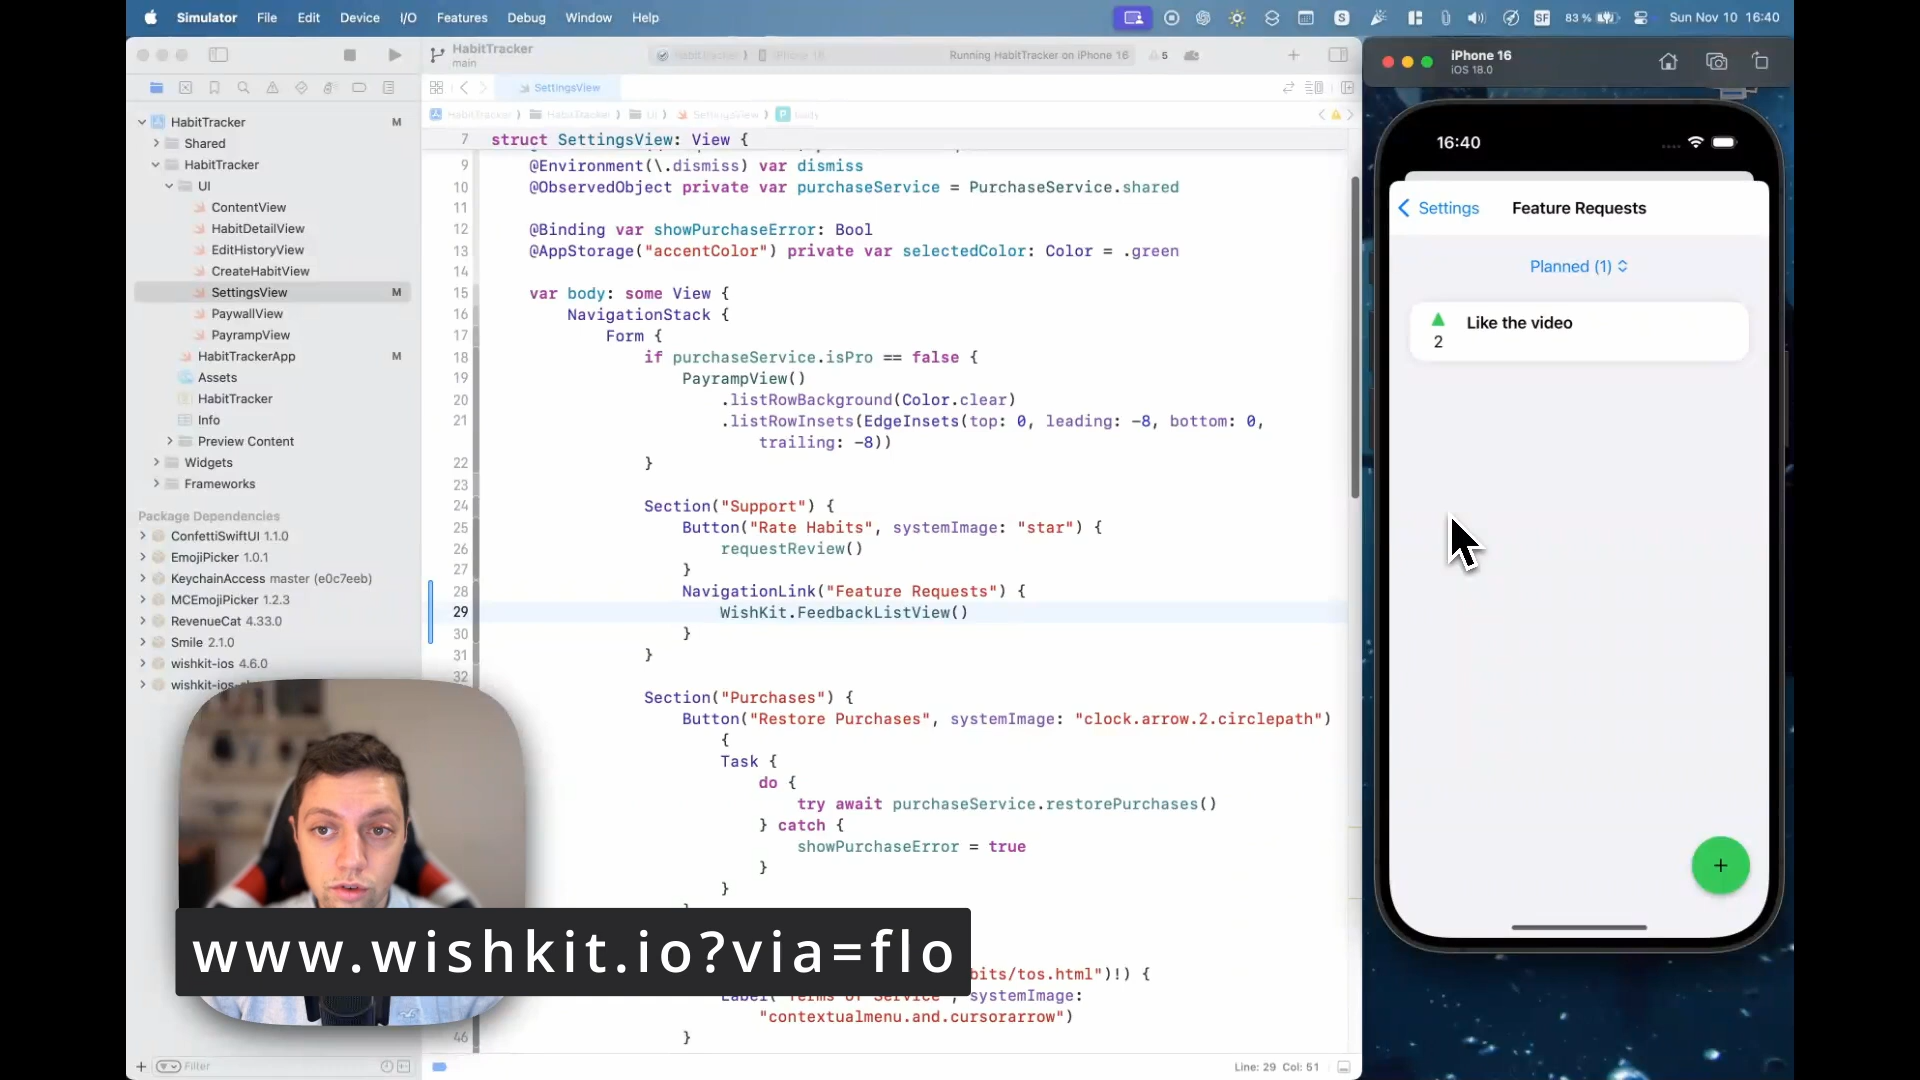 Simulator File Edit Device I/O Features Debug Window Help
S
SF
83 %
Sun Nov 10 16:40
HabitTracker
main
Running HabitTracker on iPhone 16
5
SettingsView
HabitTracker M
Shared
HabitTracker
UI
ContentView
HabitDetailView
EditHistoryView
CreateHabitView
SettingsView M
PaywallView
PayrampView
HabitTrackerApp M
Assets
HabitTracker
Info
Preview Content
Widgets
Frameworks
Package Dependencies
ConfettiSwiftUI 1.1.0
EmojiPicker 1.0.1
KeychainAccess master (e0c7eeb)
MCEmojiPicker 1.2.3
RevenueCat 4.33.0
Smile 2.1.0
wishkit-ios 4.6.0
Filter
HabitTracker HabitTracker UI SettingsView P body
7 struct SettingsView: View {
9 @Environment(\.dismiss) var dismiss
10 @ObservedObject private var purchaseService = PurchaseService.shared
11
12 @Binding var showPurchaseError: Bool
13 @AppStorage("accentColor") private var selectedColor: Color = .green
14
15 var body: some View {
16 NavigationStack {
17 Form {
18 if purchaseService.isPro == false {
19 PayrampView()
20 .listRowBackground(Color.clear)
21 .listRowInsets(EdgeInsets(top: 0, leading: -8, bottom: 0,
trailing: -8))
22 }
23
24 Section("Support") {
25 Button("Rate Habits", systemImage: "star") {
26 requestReview()
27 }
28 NavigationLink("Feature Requests") {
29 WishKit.FeedbackListView()
30 }
31 }
32
Section("Purchases") {
Button("Restore Purchases", systemImage: "clock.arrow.2.circlepath")
{
Task {
do {
try await purchaseService.restorePurchases()
} catch {
showPurchaseError = true
}
}
bits/tos.html")!) {
systemImage:
"contextualmenu.and.cursorarrow")
46 }
Line: 29 Col: 51
www.wishkit.io?via=flo
iPhone 16
iOS 18.0
16:40
Settings
Feature Requests
Planned (1)
Like the video
2
+